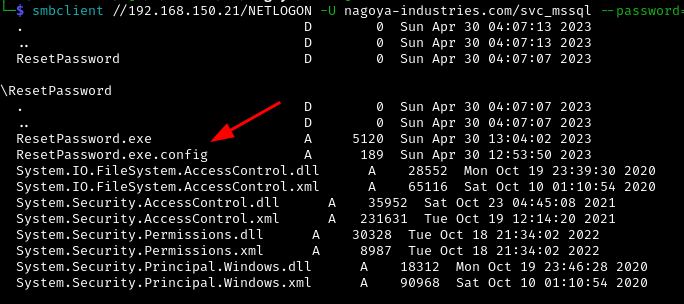 └─$ smbclient //192.168.150.21/NETLOGON -U nagoya-industries.com/svc_mssql --password=
. D 0 Sun Apr 30 04:07:13 2023
.. D 0 Sun Apr 30 04:07:13 2023
ResetPassword D 0 Sun Apr 30 04:07:07 2023
\ResetPassword
. D 0 Sun Apr 30 04:07:07 2023
.. D 0 Sun Apr 30 04:07:07 2023
ResetPassword.exe A 5120 Sun Apr 30 13:04:02 2023
ResetPassword.exe.config A 189 Sun Apr 30 12:53:50 2023
System.IO.FileSystem.AccessControl.dll A 28552 Mon Oct 19 23:39:30 2020
System.IO.FileSystem.AccessControl.xml A 65116 Sat Oct 10 01:10:54 2020
System.Security.AccessControl.dll A 35952 Sat Oct 23 04:45:08 2021
System.Security.AccessControl.xml A 231631 Tue Oct 19 12:14:20 2021
System.Security.Permissions.dll A 30328 Tue Oct 18 21:34:02 2022
System.Security.Permissions.xml A 8987 Tue Oct 18 21:34:02 2022
System.Security.Principal.Windows.dll A 18312 Mon Oct 19 23:46:28 2020
System.Security.Principal.Windows.xml A 90968 Sat Oct 10 01:10:54 2020